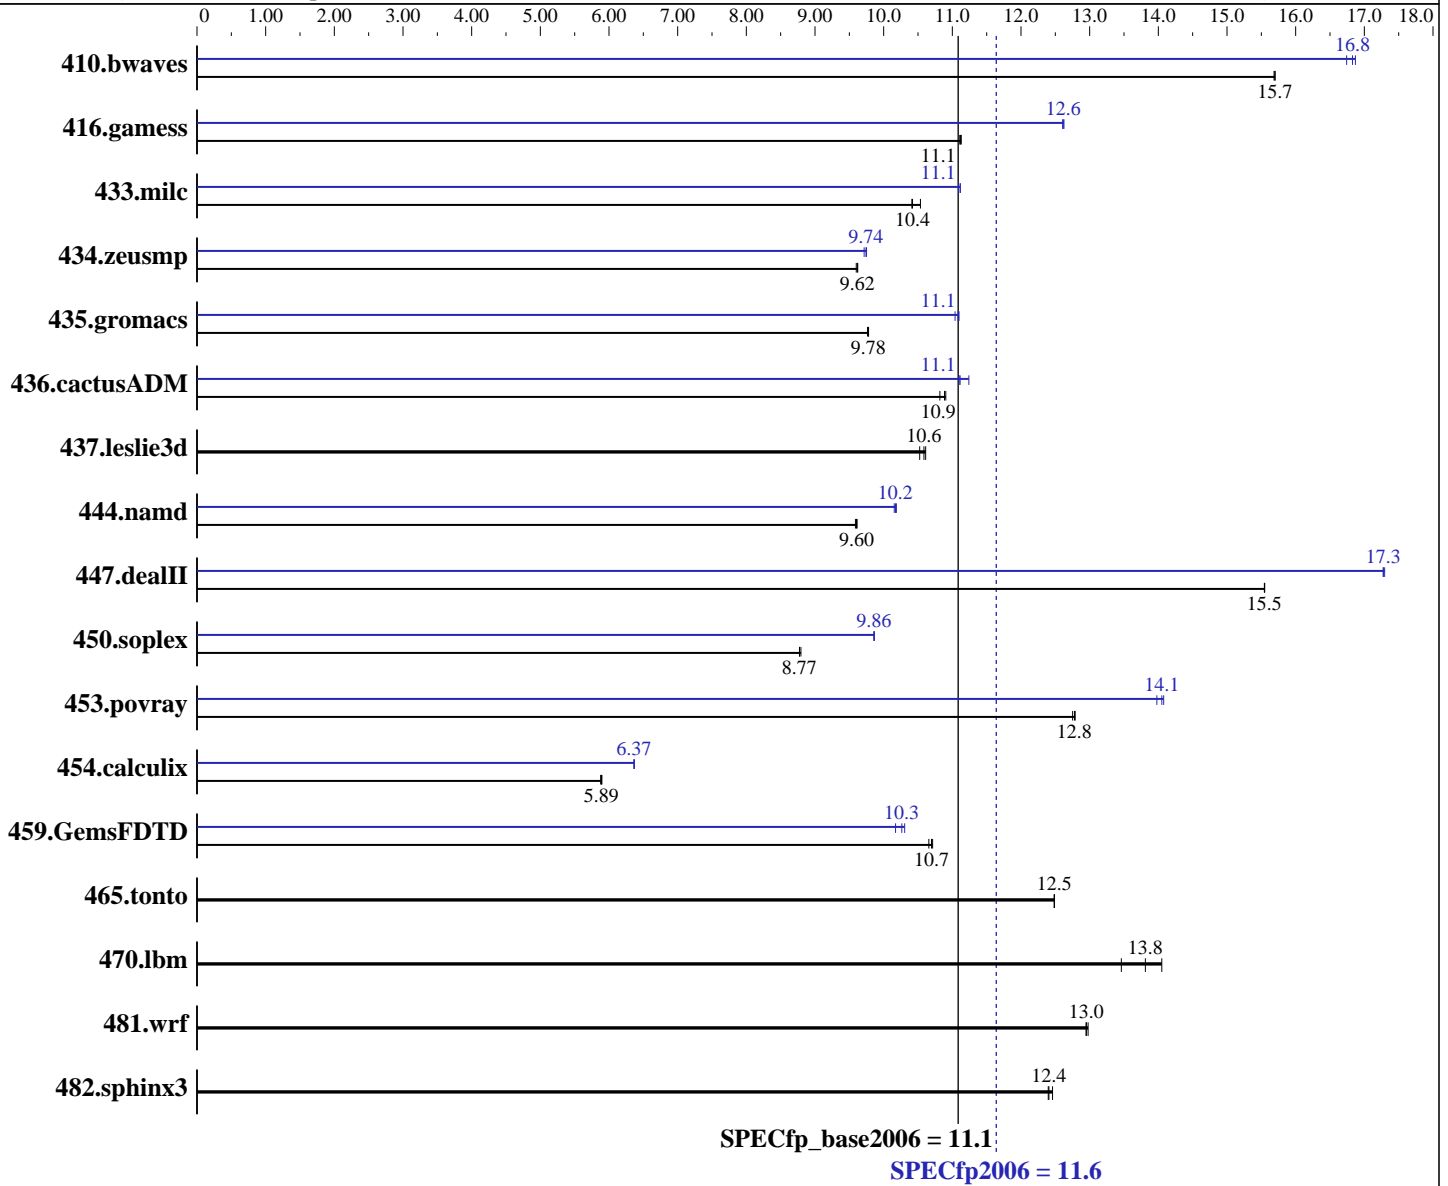 0 1.00 2.00 3.00 4.00 5.00 6.00 7.00 8.00 9.00 10.0 11.0 12.0 13.0 14.0 15.0 16.0 17.0 18.0
410.bwaves 16.8
15.7
416.gamess 12.6
11.1
433.milc 11.1
10.4
434.zeusmp 9.74
9.62
435.gromacs 11.1
9.78
436.cactusADM 11.1
10.9
437.leslie3d 10.6
444.namd 10.2
9.60
447.dealII 17.3
15.5
450.soplex 9.86
8.77
453.povray 14.1
12.8
454.calculix 6.37
5.89
459.GemsFDTD 10.3
10.7
465.tonto 12.5
470.lbm 13.8
481.wrf 13.0
482.sphinx3 12.4
SPECfp_base2006 = 11.1
SPECfp2006 = 11.6